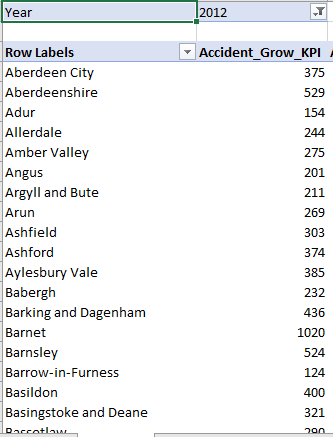 Year 2012
Row Labels Accident_Grow_KPI
Aberdeen City 375
Aberdeenshire 529
Adur 154
Allerdale 244
Amber Valley 275
Angus 201
Argyll and Bute 211
Arun 269
Ashfield 303
Ashford 374
Aylesbury Vale 385
Babergh 232
Barking and Dagenham 436
Barnet 1020
Barnsley 524
Barrow-in-Furness 124
Basildon 400
Basingstoke and Deane 321
Bassetlaw 290